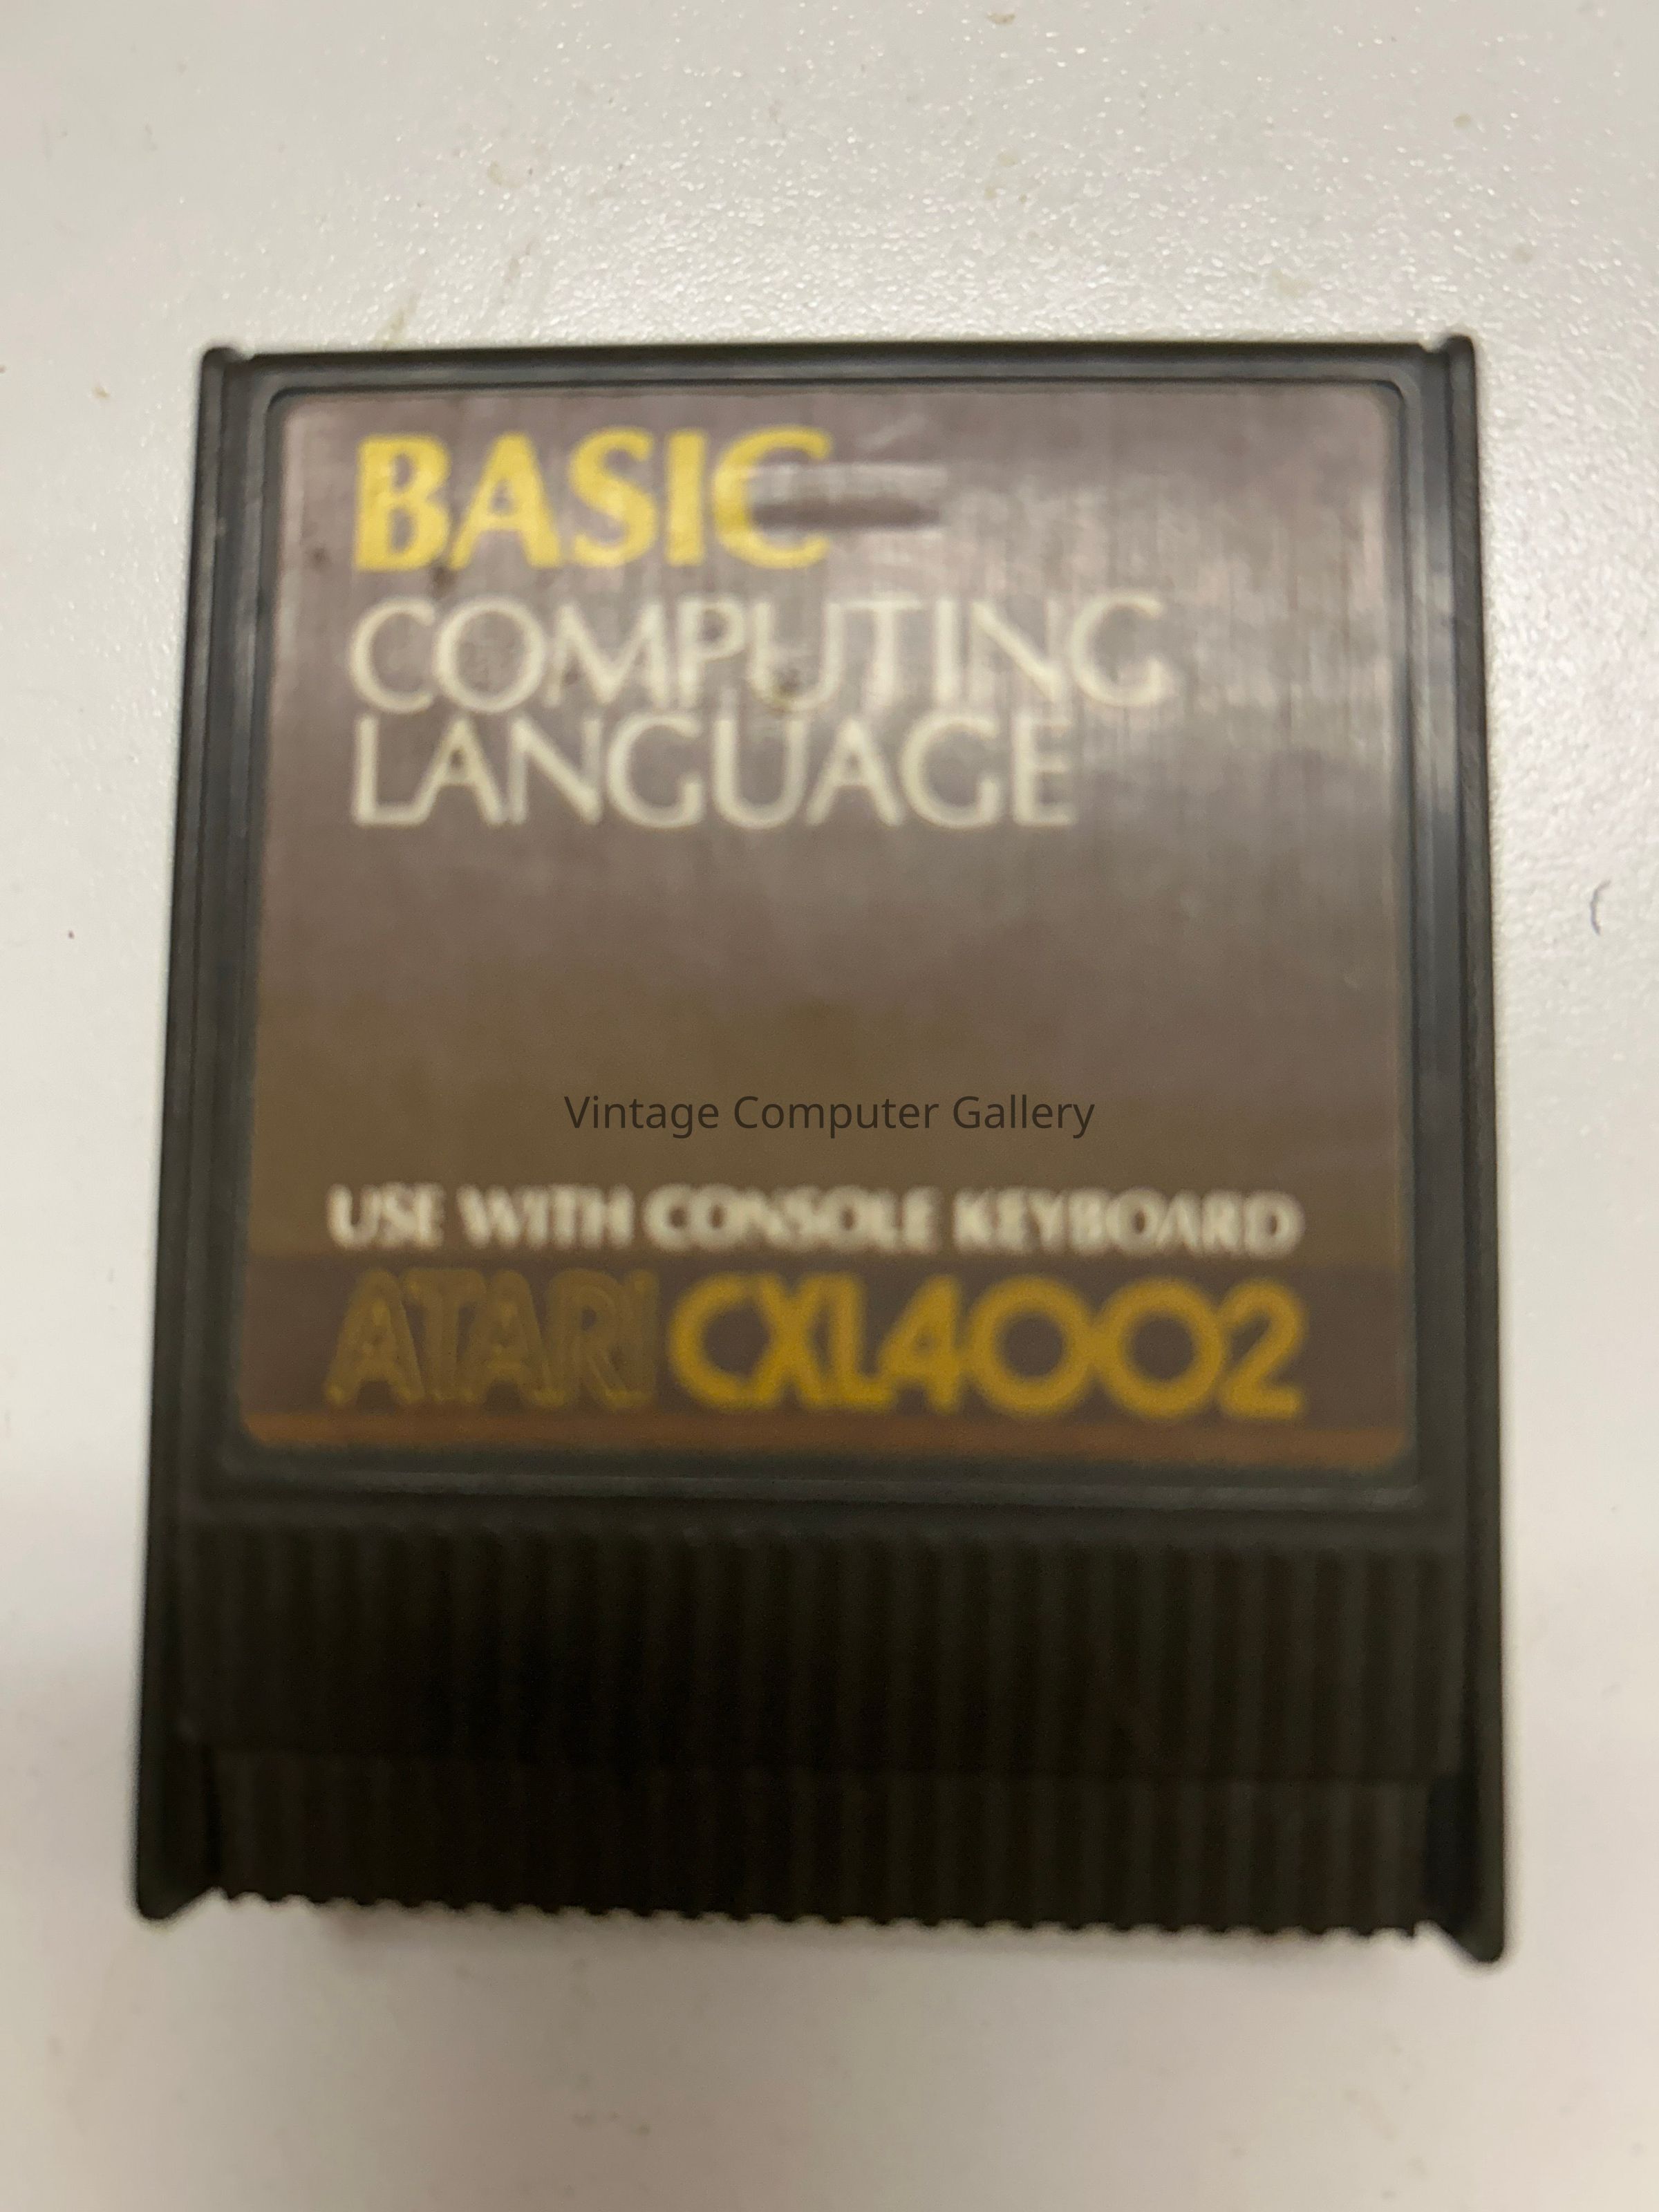 BASIC
COMPUTING
LANGUAGE
Vintage Computer Gallery
USE WITH CONSOLE KEYBOARD
ATARI CXL4002